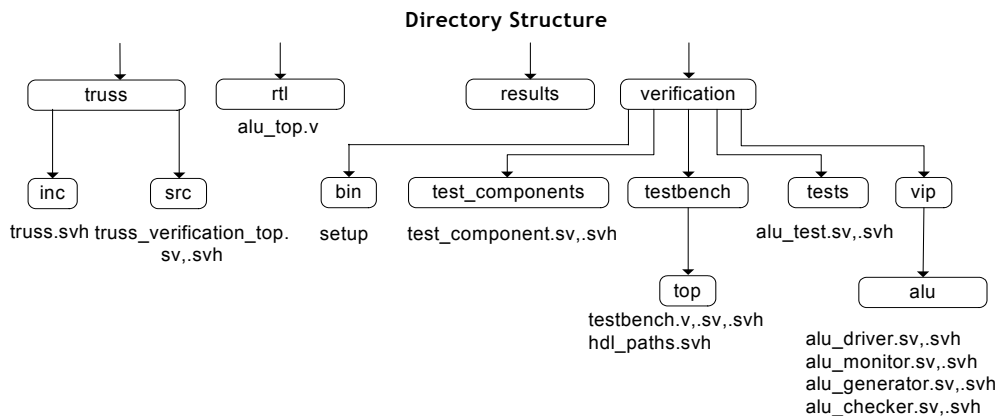 Directory Structure
truss
rtl
results
verification
alu_top.v
inc
src
bin
test_components
testbench
tests
vip
truss.svh
truss_verification_top.
sv,.svh
setup
test_component.sv,.svh
alu_test.sv,.svh
top
alu
testbench.v,.sv,.svh
hdl_paths.svh
alu_driver.sv,.svh
alu_monitor.sv,.svh
alu_generator.sv,.svh
alu_checker.sv,.svh